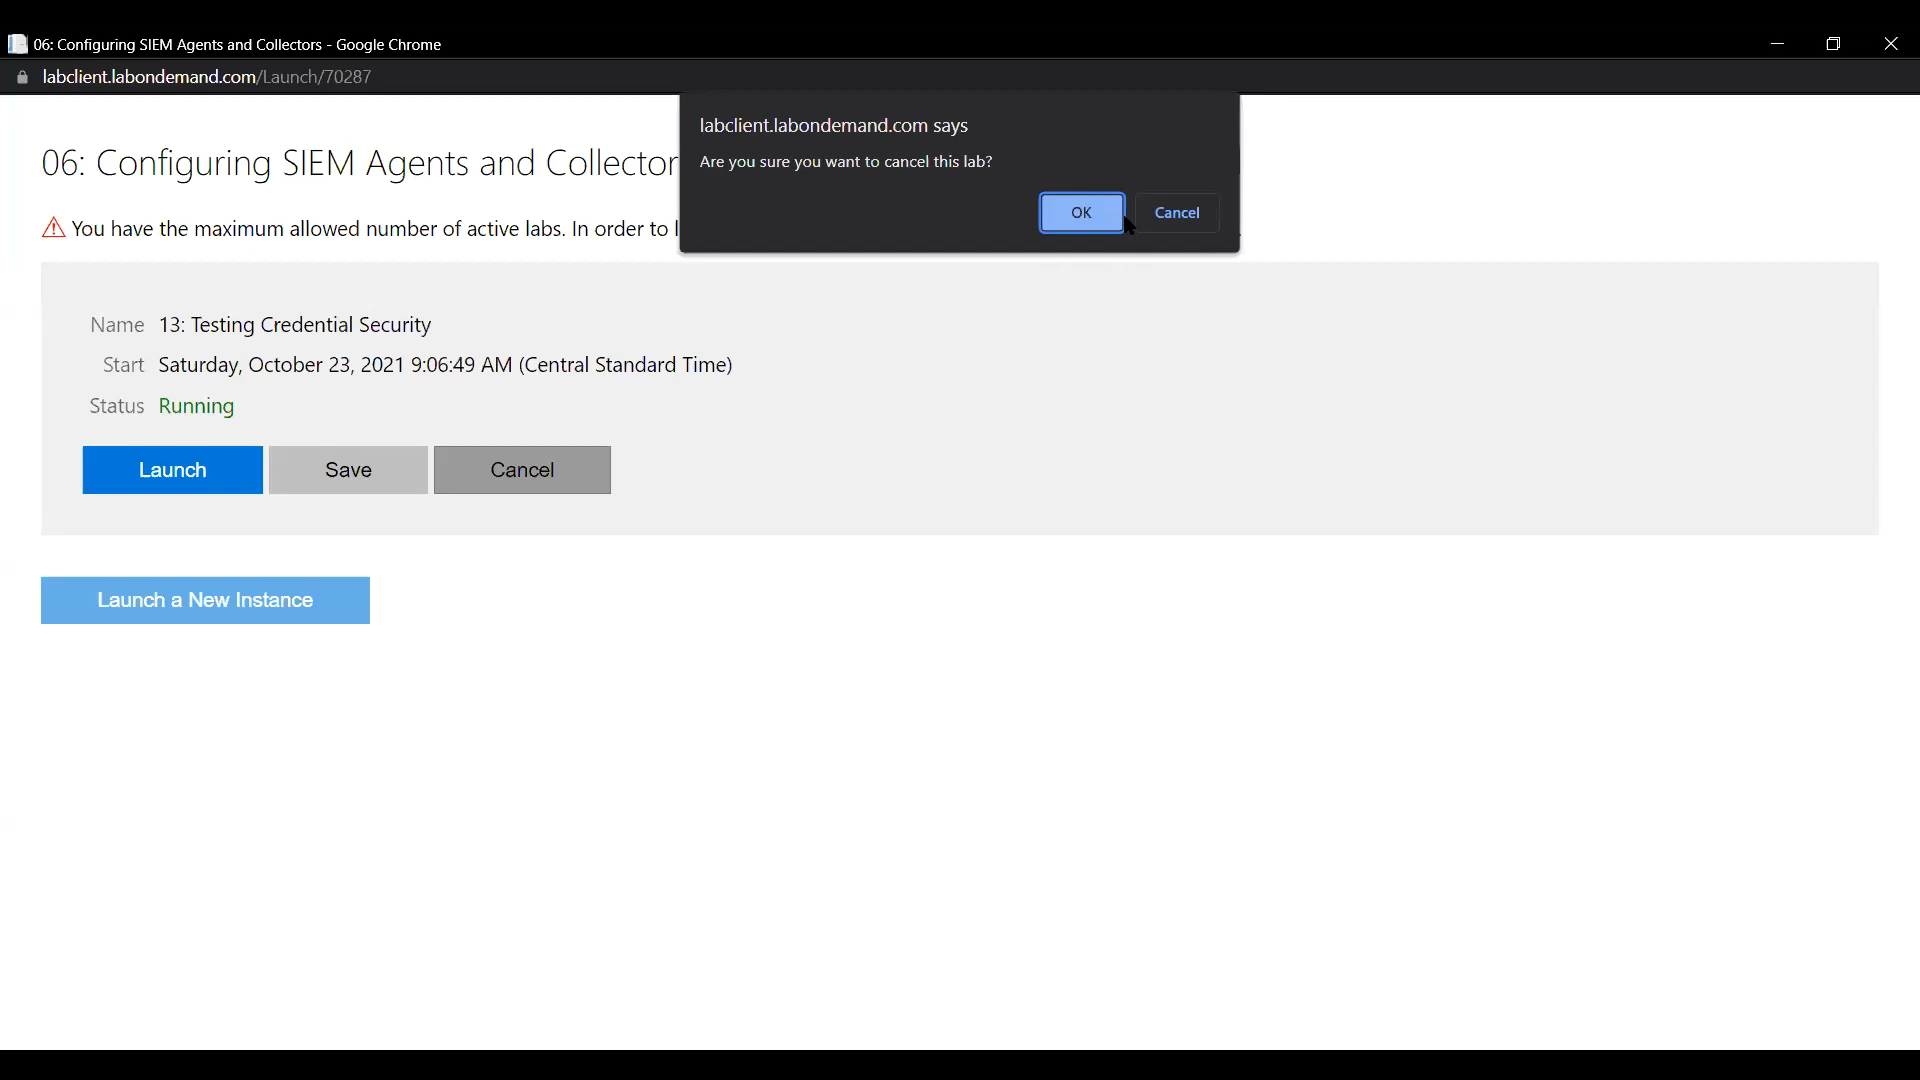 06: Configuring SIEM Agents and Collectors - Google Chrome
labclient.labondemand.com/Launch/70287
labclient.labondemand.com says
Are you sure you want to cancel this lab?
OK Cancel
06: Configuring SIEM Agents and Collector
You have the maximum allowed number of active labs. In order to l
Name 13: Testing Credential Security
Start Saturday, October 23, 2021 9:06:49 AM (Central Standard Time)
Status Running
Launch Save Cancel
Launch a New Instance